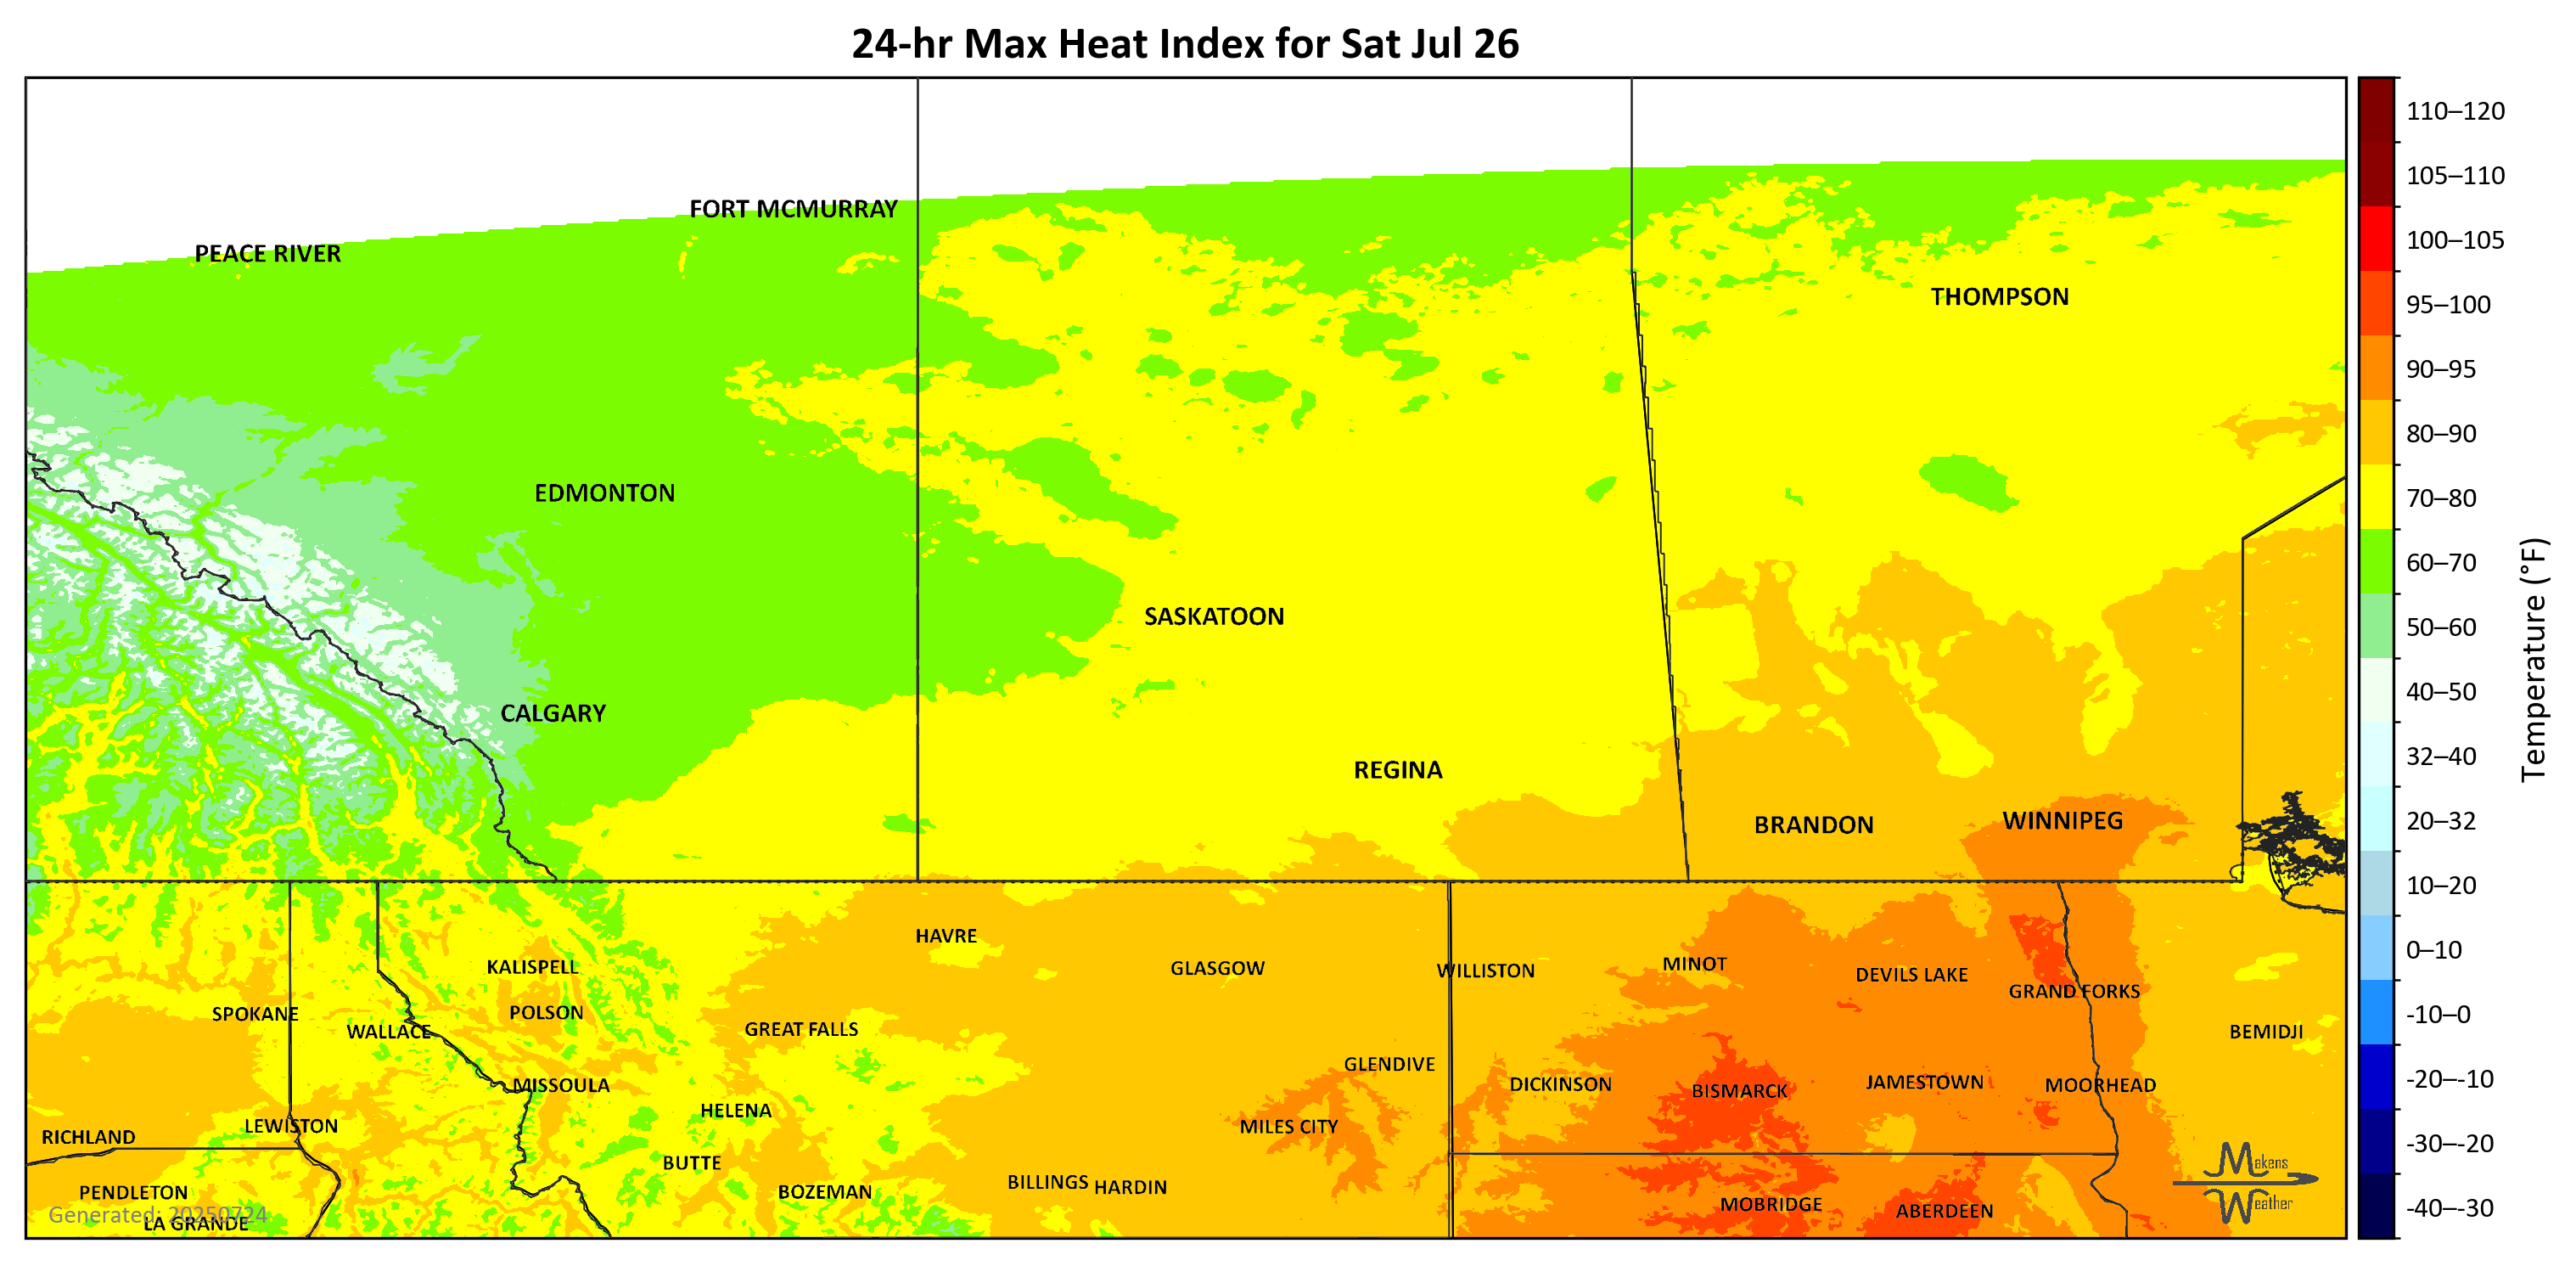 24-hr Max Heat Index for Sat Jul 26
110–120
105–110
100–105
95–100
90–95
80–90
70–80
60–70
50–60
40–50
32–40
20–32
10–20
0–10
-10–0
-20–-10
-30–-20
-40–-30
Temperature (°F)
FORT MCMURRAY
PEACE RIVER
THOMPSON
EDMONTON
SASKATOON
CALGARY
REGINA
BRANDON
WINNIPEG
HAVRE
KALISPELL
GLASGOW
WILLISTON
MINOT
DEVILS LAKE
GRAND FORKS
SPOKANE
POLSON
WALLACE
GREAT FALLS
BEMIDJI
GLENDIVE
MISSOULA
DICKINSON
BISMARCK
JAMESTOWN
MOORHEAD
HELENA
LEWISTON
MILES CITY
RICHLAND
BUTTE
BILLINGS
HARDIN
PENDLETON
BOZEMAN
MOBRIDGE
ABERDEEN
LA GRANDE
Generated: 20250724
Makens
Weather